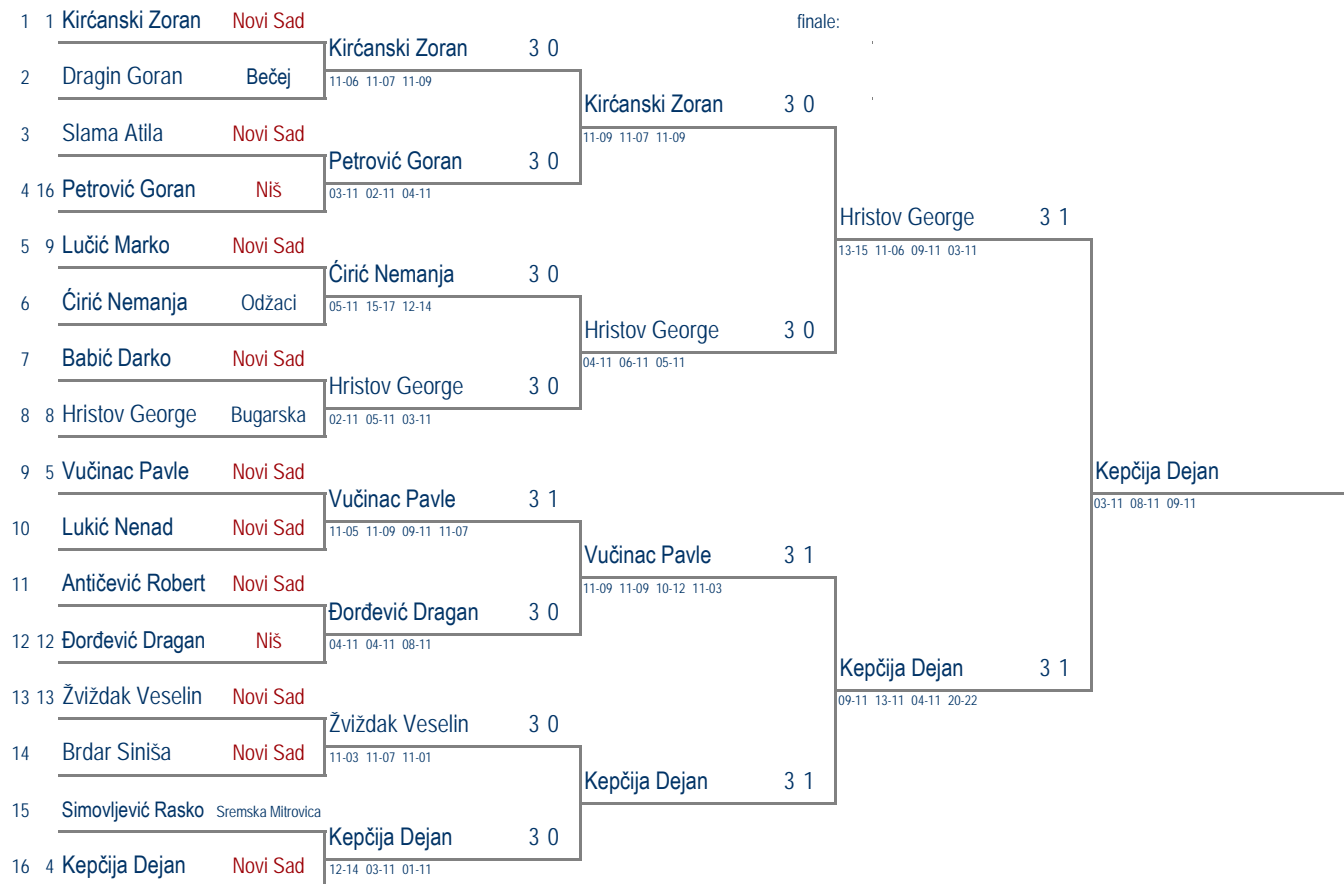 1 1 Kirćanski Zoran Novi Sad
finale:
Kirćanski Zoran 3 0
2 Dragin Goran Bečej
11-06 11-07 11-09
Kirćanski Zoran 3 0
3 Slama Atila Novi Sad
11-09 11-07 11-09
Petrović Goran 3 0
4 16 Petrović Goran Niš
03-11 02-11 04-11
Hristov George 3 1
5 9 Lučić Marko Novi Sad
13-15 11-06 09-11 03-11
Ćirić Nemanja 3 0
6 Ćirić Nemanja Odžaci
05-11 15-17 12-14
Hristov George 3 0
7 Babić Darko Novi Sad
04-11 06-11 05-11
Hristov George 3 0
8 8 Hristov George Bugarska
02-11 05-11 03-11
9 5 Vučinac Pavle Novi Sad
Kepčija Dejan
Vučinac Pavle 3 1
03-11 08-11 09-11
10 Lukić Nenad Novi Sad
11-05 11-09 09-11 11-07
Vučinac Pavle 3 1
11 Antičević Robert Novi Sad
11-09 11-09 10-12 11-03
Đorđević Dragan 3 0
12 12 Đorđević Dragan Niš
04-11 04-11 08-11
Kepčija Dejan 3 1
13 13 Žviždak Veselin Novi Sad
09-11 13-11 04-11 20-22
Žviždak Veselin 3 0
14 Brdar Siniša Novi Sad
11-03 11-07 11-01
Kepčija Dejan 3 1
15 Simovljević Rasko Sremska Mitrovica
Kepčija Dejan 3 0
16 4 Kepčija Dejan Novi Sad
12-14 03-11 01-11